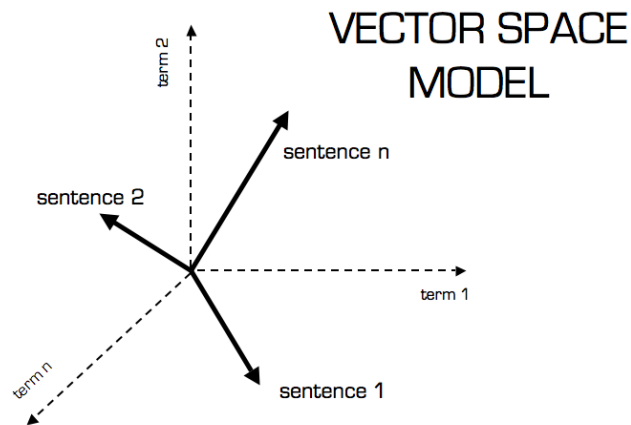 VECTOR SPACE
MODEL
term 2
sentence n
sentence 2
term 1
term n
sentence 1